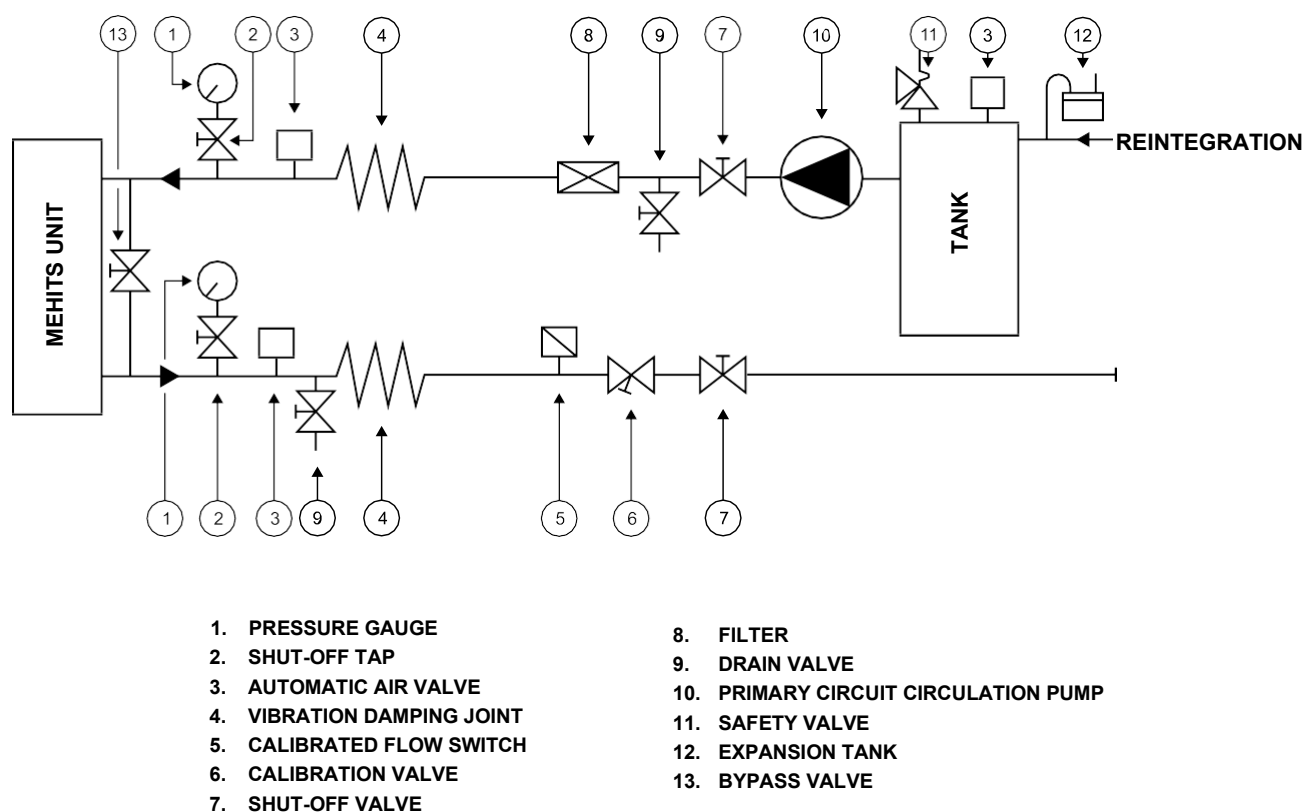 13 1 2 3 4 8 9 7 10 11 3 12
REINTEGRATION
MEHITS UNIT
TANK
1 2 3 9 4 5 6 7
1. PRESSURE GAUGE
2. SHUT-OFF TAP
3. AUTOMATIC AIR VALVE
4. VIBRATION DAMPING JOINT
5. CALIBRATED FLOW SWITCH
6. CALIBRATION VALVE
7. SHUT-OFF VALVE
8. FILTER
9. DRAIN VALVE
10. PRIMARY CIRCUIT CIRCULATION PUMP
11. SAFETY VALVE
12. EXPANSION TANK
13. BYPASS VALVE